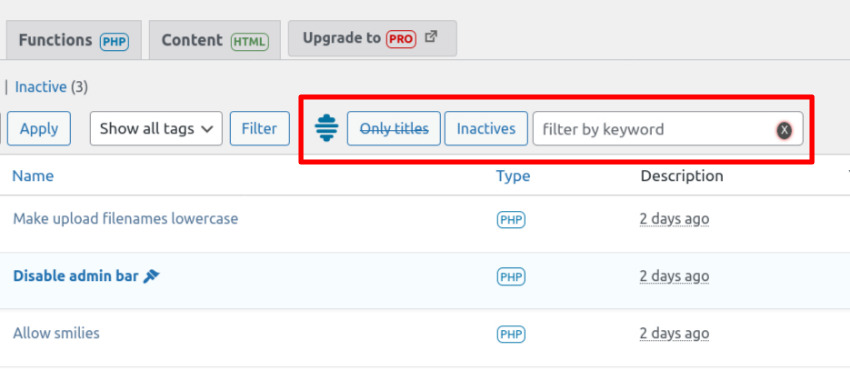 Functions PHP Content HTML Upgrade to PRO
| Inactive (3)
Apply Show all tags Filter Only titles Inactives filter by keyword X
Name Type Description
Make upload filenames lowercase PHP 2 days ago
Disable admin bar PHP 2 days ago
Allow smilies PHP 2 days ago